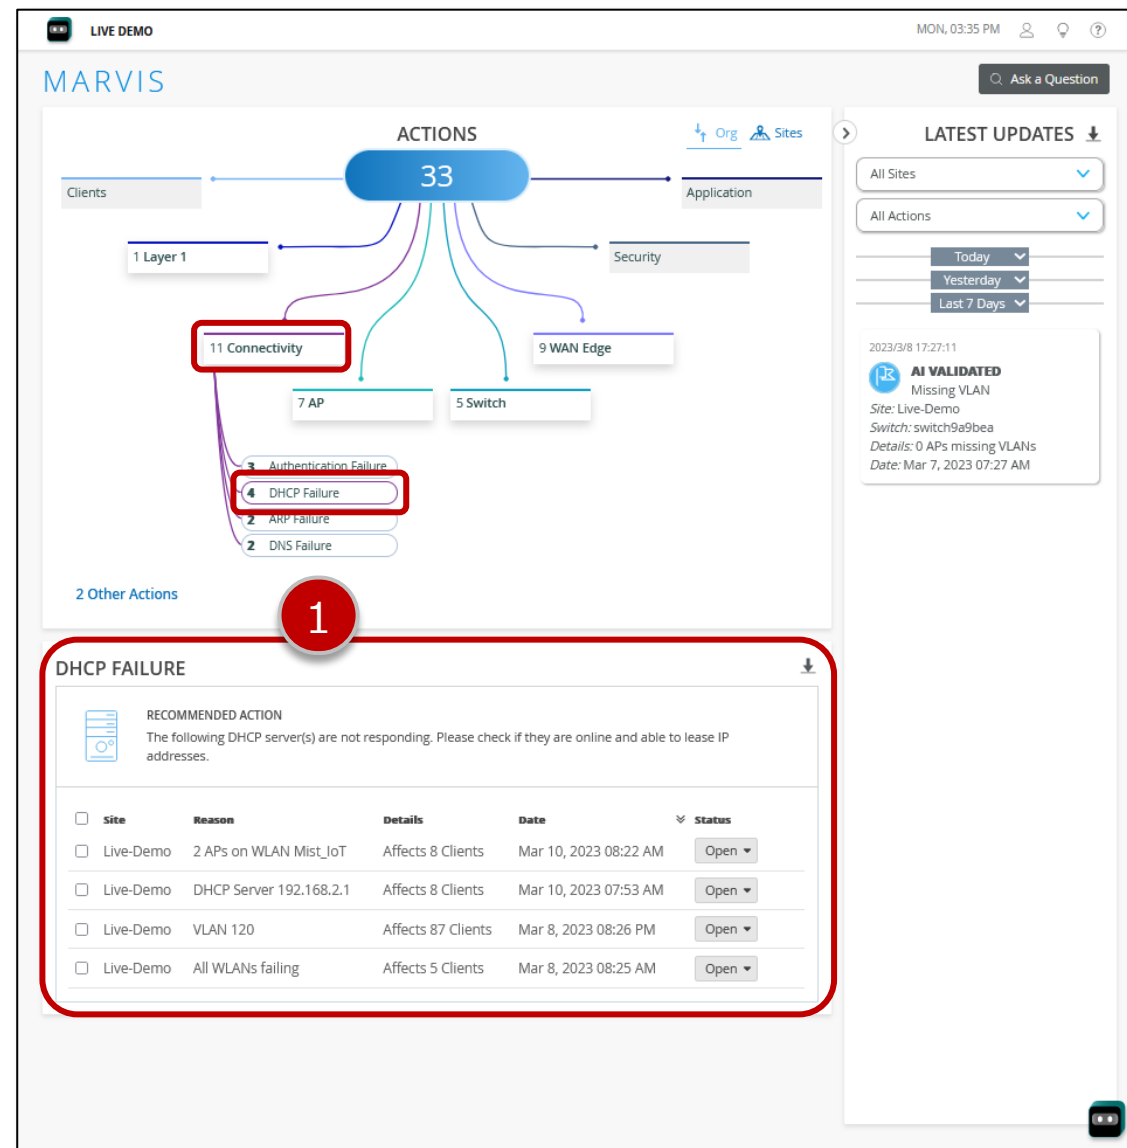 LIVE DEMO
MON, 03:35 PM
MARVIS
Ask a Question
ACTIONS
Org
Sites
33
Clients
Application
1 Layer 1
Security
11 Connectivity
9 WAN Edge
7 AP
5 Switch
3 Authentication Failure
4 DHCP Failure
2 ARP Failure
2 DNS Failure
2 Other Actions
1
LATEST UPDATES
All Sites
All Actions
Today
Yesterday
Last 7 Days
2023/3/8 17:27:11
AI VALIDATED
Missing VLAN
Site: Live-Demo
Switch: switch9a9bea
Details: 0 APs missing VLANs
Date: Mar 7, 2023 07:27 AM
DHCP FAILURE
RECOMMENDED ACTION
The following DHCP server(s) are not responding. Please check if they are online and able to lease IP
addresses.
Site Reason Details Date Status
Live-Demo 2 APs on WLAN Mist_IoT Affects 8 Clients Mar 10, 2023 08:22 AM Open
Live-Demo DHCP Server 192.168.2.1 Affects 8 Clients Mar 10, 2023 07:53 AM Open
Live-Demo VLAN 120 Affects 87 Clients Mar 8, 2023 08:26 PM Open
Live-Demo All WLANs failing Affects 5 Clients Mar 8, 2023 08:25 AM Open